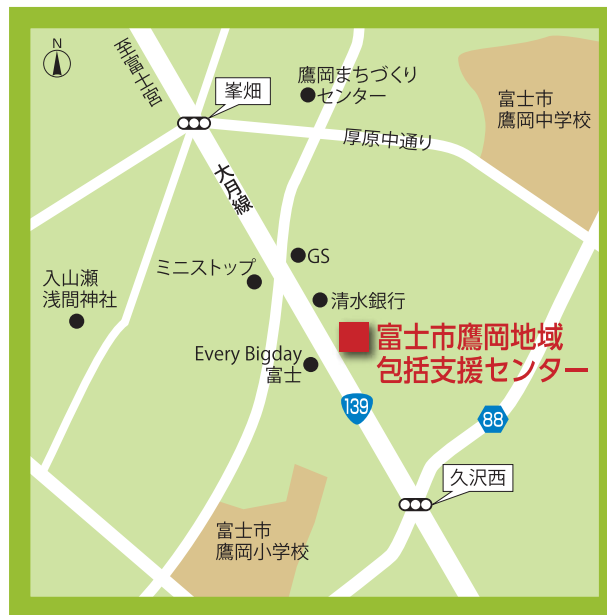 N
至富士宮
峯畑
鷹岡まちづくり
センター
富士市
鷹岡中学校
厚原中通り
大月線
GS
ミニストップ
入山瀬
浅間神社
清水銀行
富士市鷹岡地域
包括支援センター
Every Bigday
富士
139
88
久沢西
富士市
鷹岡小学校